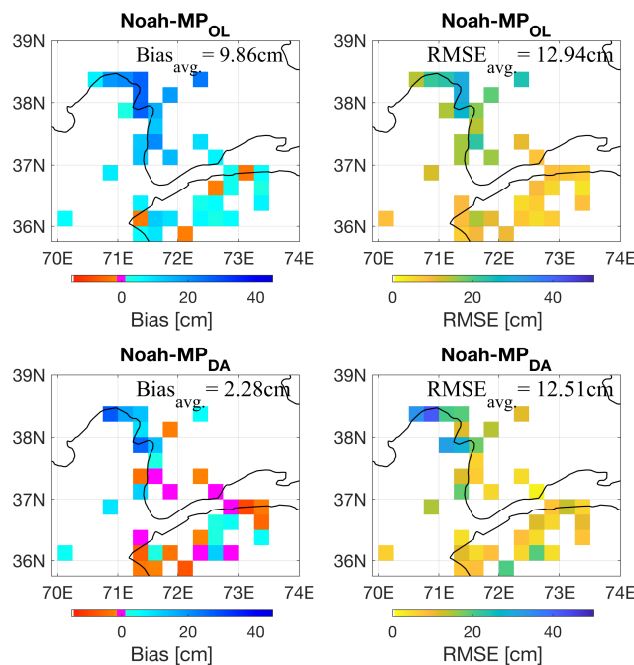 Noah-MP_OL
Bias_avg. = 9.86cm
39N
38N
37N
36N
70E 71E 72E 73E 74E
0 20 40
Bias [cm]
Noah-MP_OL
RMSE_avg. = 12.94cm
39N
38N
37N
36N
70E 71E 72E 73E 74E
0 20 40
RMSE [cm]
Noah-MP_DA
Bias_avg. = 2.28cm
39N
38N
37N
36N
70E 71E 72E 73E 74E
0 20 40
Bias [cm]
Noah-MP_DA
RMSE_avg. = 12.51cm
39N
38N
37N
36N
70E 71E 72E 73E 74E
0 20 40
RMSE [cm]